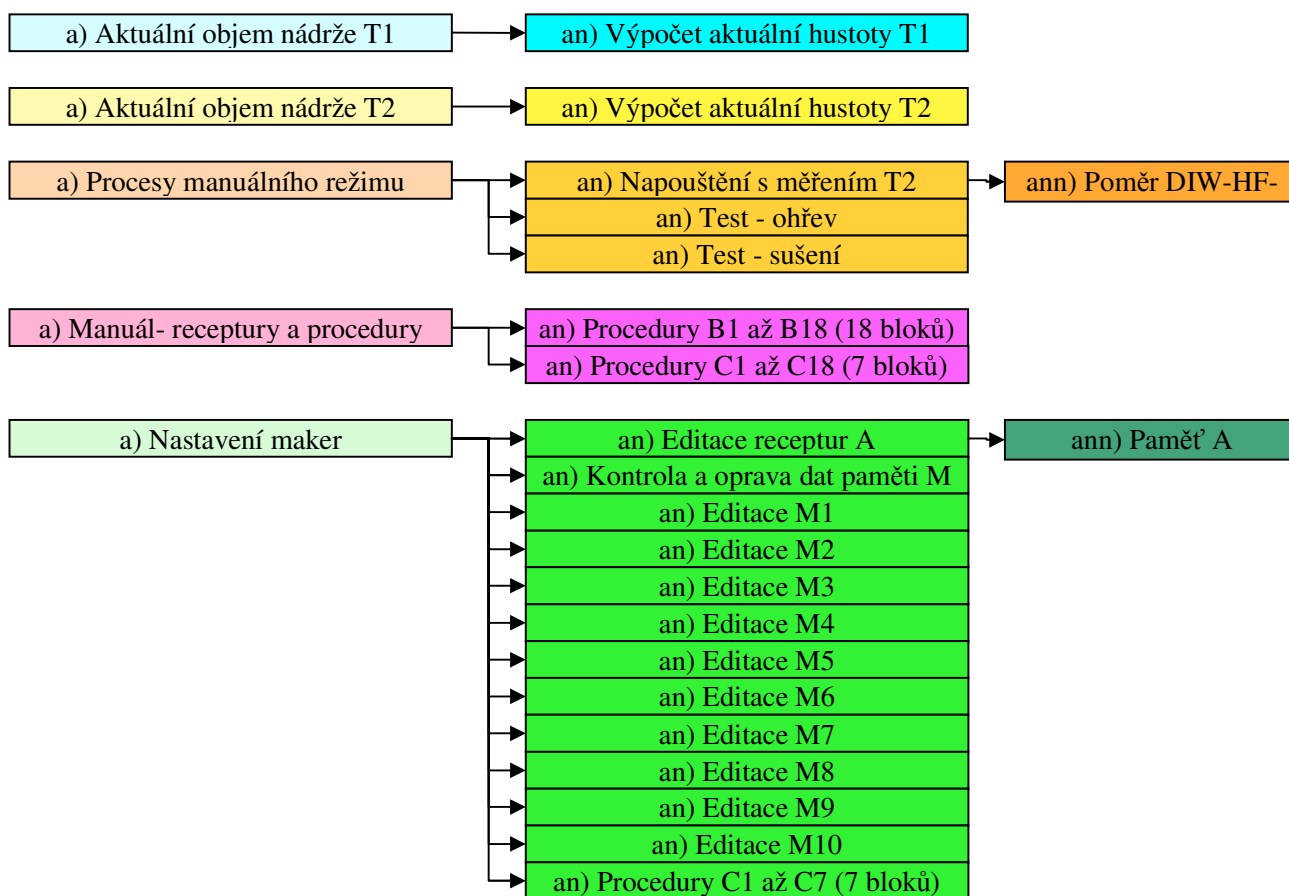 a) Aktuální objem nádrže T1
an) Výpočet aktuální hustoty T1
a) Aktuální objem nádrže T2
an) Výpočet aktuální hustoty T2
a) Procesy manuálního režimu
an) Napouštění s měřením T2
ann) Poměr DIW-HF-
an) Test - ohřev
an) Test - sušení
a) Manuál- receptury a procedury
an) Procedury B1 až B18 (18 bloků)
an) Procedury C1 až C18 (7 bloků)
a) Nastavení maker
an) Editace receptur A
ann) Paměť A
an) Kontrola a oprava dat paměti M
an) Editace M1
an) Editace M2
an) Editace M3
an) Editace M4
an) Editace M5
an) Editace M6
an) Editace M7
an) Editace M8
an) Editace M9
an) Editace M10
an) Procedury C1 až C7 (7 bloků)